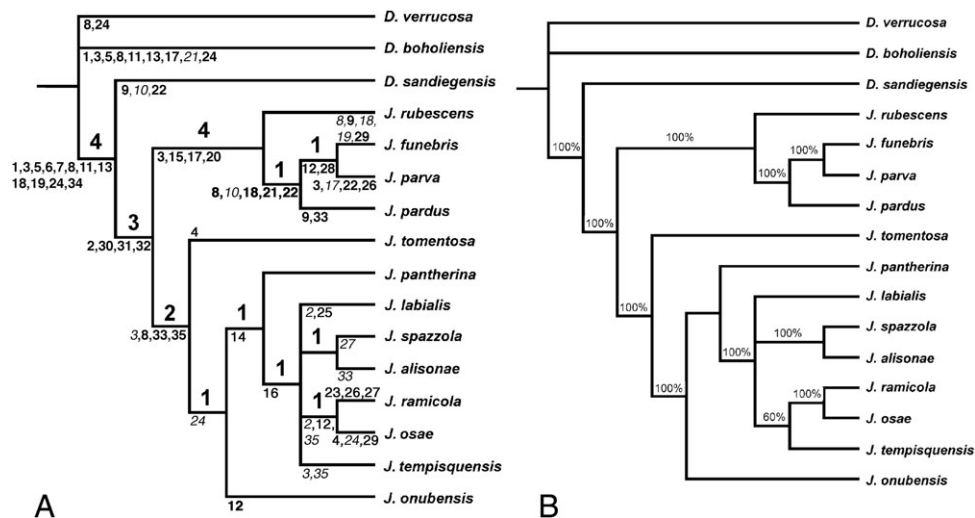 D. verrucosa
8,24
D. boholiensis
1,3,5,8,11,13,17,21,24
D. sandiegensis
9,10,22
4
1,3,5,6,7,8,11,13
18,19,24,34
J. rubescens
8,9,18,
19,29
4
3,15,17,20
J. funebris
1
12,28
J. parva
3,17,22,26
1
8,10,18,21,22
J. pardus
9,33
3
2,30,31,32
J. tomentosa
4
J. pantherina
2
3,8,33,35
1
14
J. labialis
2,25
J. spazzola
1
27
J. alisonae
33
1
16
J. ramicola
23,26,27
1
2,12,
35
J. osae
4,24,29
1
24
J. tempisquensis
3,35
J. onubensis
12
A
D. verrucosa
D. boholiensis
D. sandiegensis
100%
J. rubescens
100%
J. funebris
100%
J. parva
100%
J. pardus
100%
J. tomentosa
J. pantherina
100%
J. labialis
J. spazzola
100%
J. alisonae
100%
J. ramicola
100%
J. osae
60%
J. tempisquensis
100%
J. onubensis
B